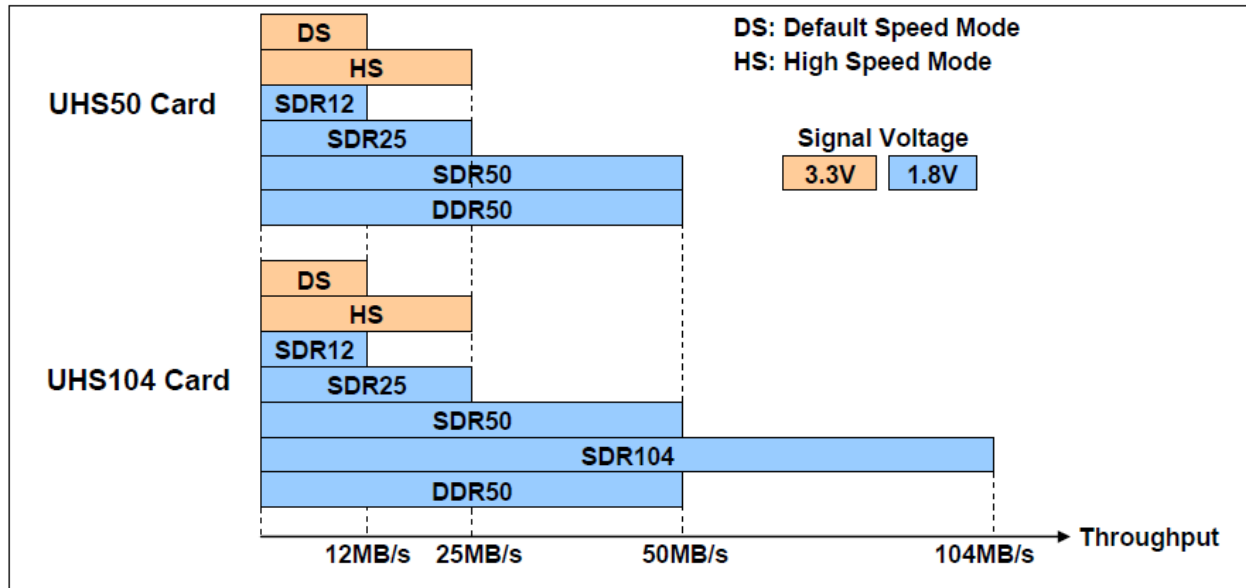 DS: Default Speed Mode
HS: High Speed Mode
Signal Voltage
3.3V 1.8V
UHS50 Card
DS
HS
SDR12
SDR25
SDR50
DDR50
UHS104 Card
DS
HS
SDR12
SDR25
SDR50
SDR104
DDR50
12MB/s 25MB/s 50MB/s 104MB/s
Throughput